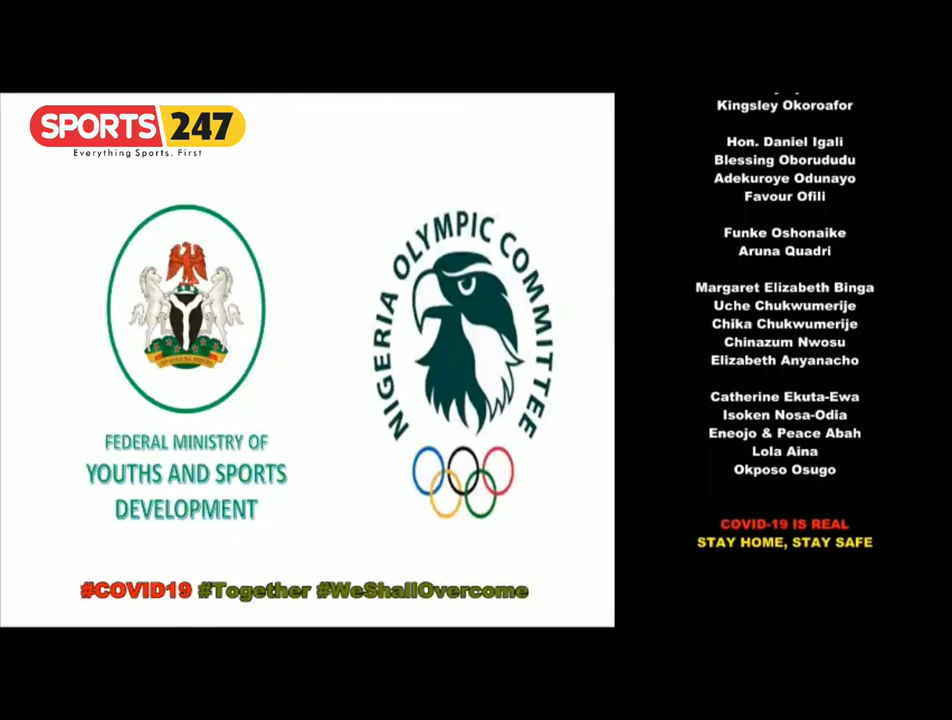 SPORTS 247
Everything Sports. First
NIGERIA OLYMPIC COMMITTEE
FEDERAL MINISTRY OF
YOUTHS AND SPORTS
DEVELOPMENT
#COVID19 #Together #WeShallOvercome
Kingsley Okoroafor
Hon. Daniel Igali
Blessing Oborududu
Adekuroye Odunayo
Favour Ofili
Funke Oshonaike
Aruna Quadri
Margaret Elizabeth Binga
Uche Chukwumerije
Chika Chukwumerije
Chinazum Nwosu
Elizabeth Anyanacho
Catherine Ekuta-Ewa
Isoken Nosa-Odia
Eneojo & Peace Abah
Lola Aina
Okposo Osugo
COVID-19 IS REAL
STAY HOME, STAY SAFE